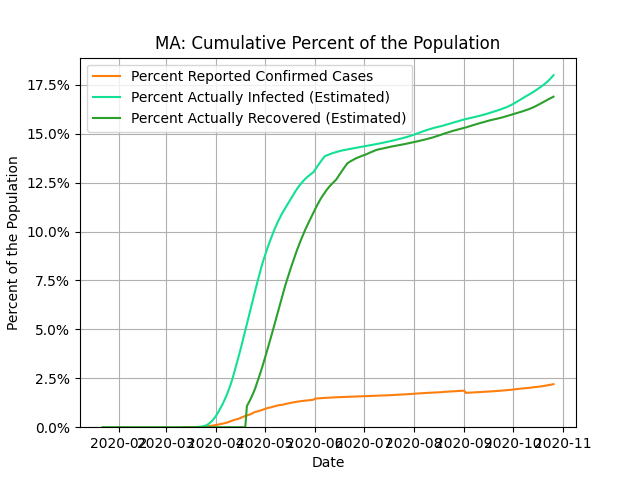 MA: Cumulative Percent of the Population
Percent Reported Confirmed Cases
Percent Actually Infected (Estimated)
Percent Actually Recovered (Estimated)
Percent of the Population
17.5%
15.0%
12.5%
10.0%
7.5%
5.0%
2.5%
0.0%
2020-02 2020-03 2020-04 2020-05 2020-06 2020-07 2020-08 2020-09 2020-10 2020-11
Date